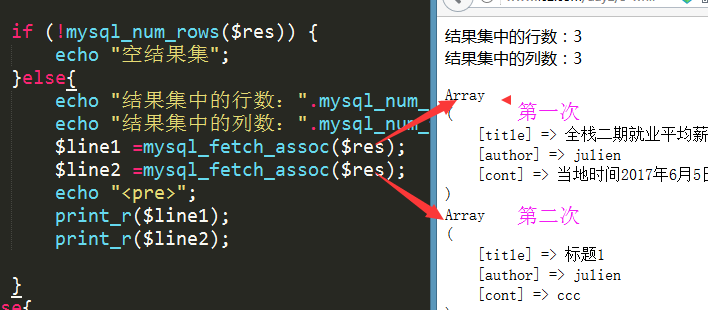 if (!mysql_num_rows($res)) {
echo "空结果集";
}else{
echo "结果集中的行数：".mysql_num_
echo "结果集中的列数：".mysql_num_
$line1 =mysql_fetch_assoc($res);
$line2 =mysql_fetch_assoc($res);
echo "<pre>";
print_r($line1);
print_r($line2);
}
se{
结果集中的行数：3
结果集中的列数：3
Array
第一次
(
[title] => 全栈二期就业平均薪
[author] => julien
[cont] => 当地时间2017年6月5日
)
Array
第二次
(
[title] => 标题1
[author] => julien
[cont] => ccc
)